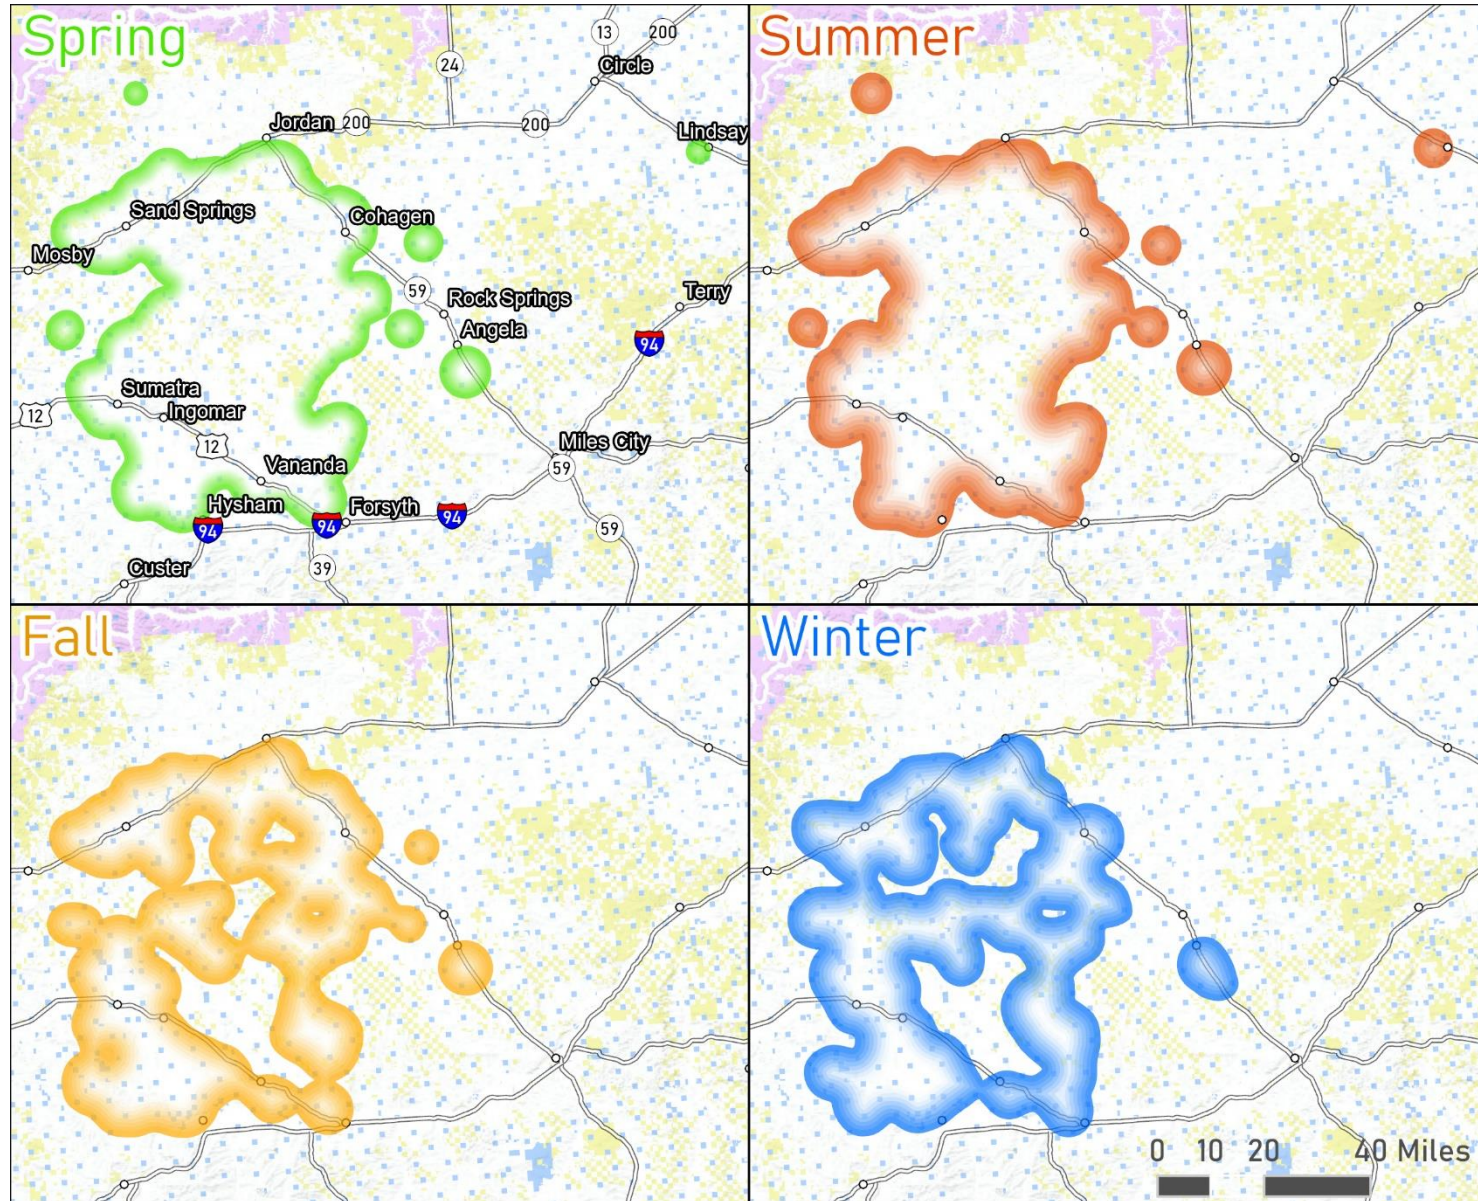 Spring
13
200
24
Circle
Jordan
200
200
Lindsay
Sand Springs
Cohagen
Mosby
59
Rock Springs
Terry
Angela
94
Sumatra
12
Ingomar
12
Miles City
Vananda
59
Hysham
Forsyth
94
94
94
59
Custer
39
Summer
Fall
Winter
0 10 20 40 Miles